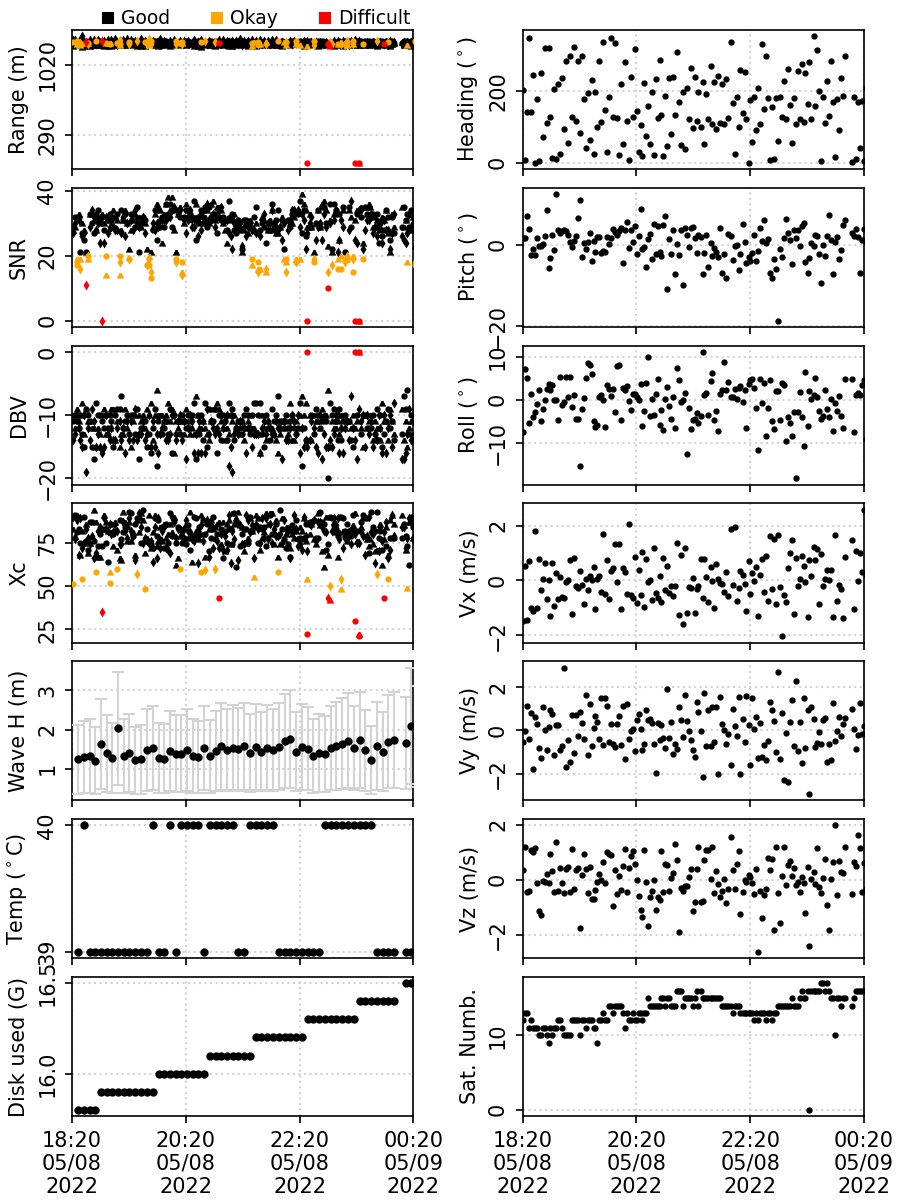 Good Okay Difficult
Range (m)
1020
290
Heading (°)
200
0
SNR
40
20
0
Pitch (°)
0
−20
DBV
0
−10
−20
Roll (°)
10
0
−10
Xc
75
50
25
Vx (m/s)
2
0
−2
Wave H (m)
3
2
1
Vy (m/s)
2
0
−2
Temp (°C)
40
39
Vz (m/s)
2
0
−2
Disk used (G)
16.5
16.0
Sat. Numb.
10
0
18:20 20:20 22:20 00:20
05/08 05/08 05/08 05/09
2022 2022 2022 2022
18:20 20:20 22:20 00:20
05/08 05/08 05/08 05/09
2022 2022 2022 2022